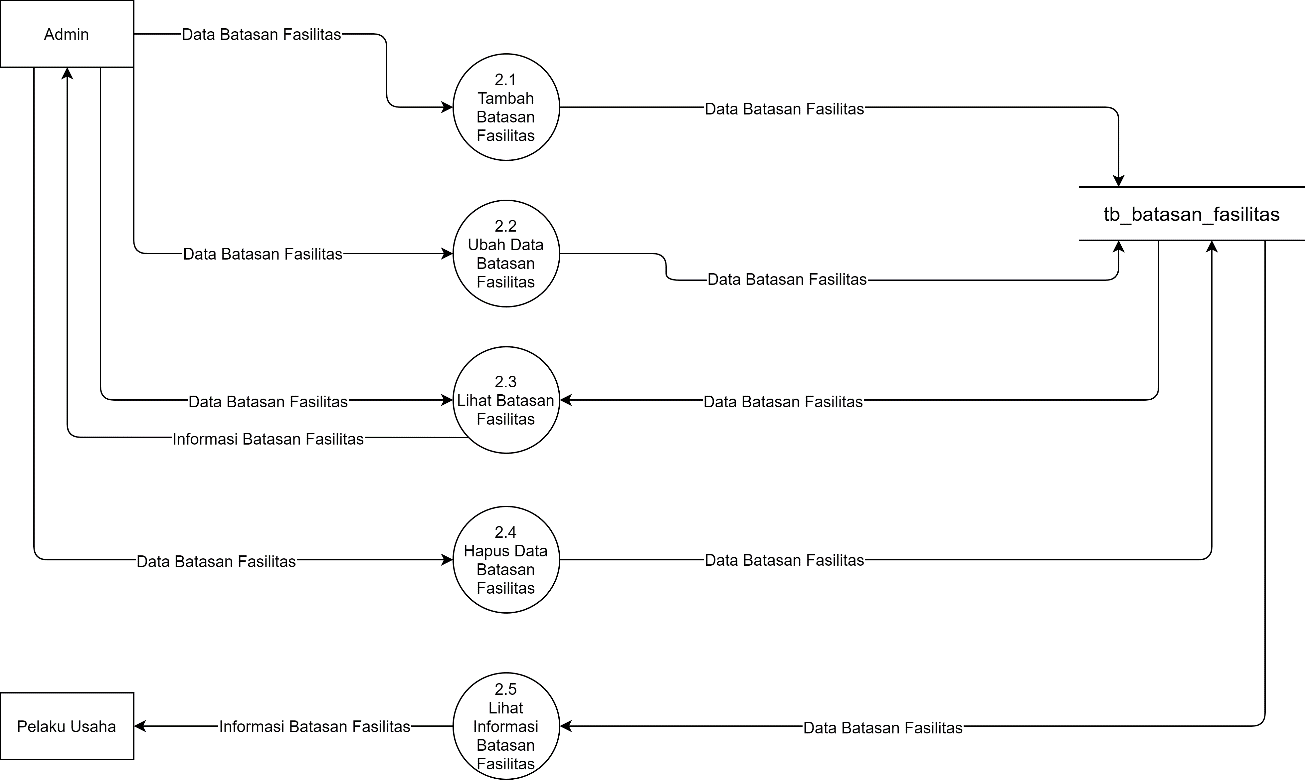 Admin
Data Batasan Fasilitas
2.1
Tambah
Batasan
Fasilitas
Data Batasan Fasilitas
tb_batasan_fasilitas
Data Batasan Fasilitas
2.2
Ubah Data
Batasan
Fasilitas
Data Batasan Fasilitas
Data Batasan Fasilitas
2.3
Lihat Batasan
Fasilitas
Data Batasan Fasilitas
Informasi Batasan Fasilitas
Data Batasan Fasilitas
2.4
Hapus Data
Batasan
Fasilitas
Data Batasan Fasilitas
Pelaku Usaha
Informasi Batasan Fasilitas
2.5
Lihat
Informasi
Batasan
Fasilitas
Data Batasan Fasilitas